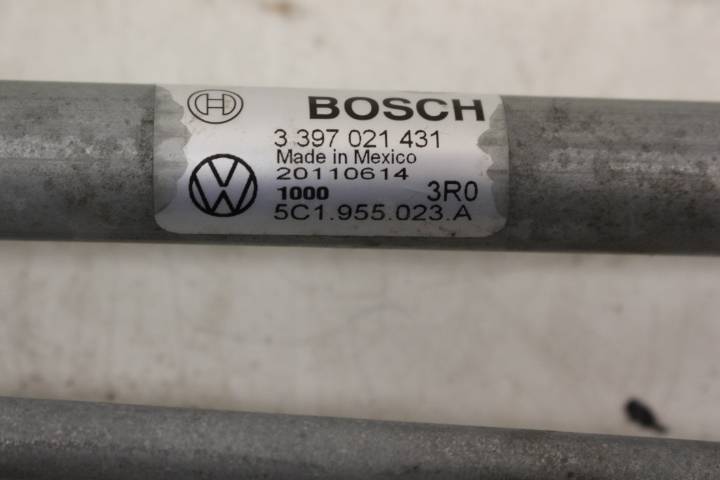 BOSCH
3 397 021 431
Made in Mexico
20110614
1000 3R0
5C1.955.023.A